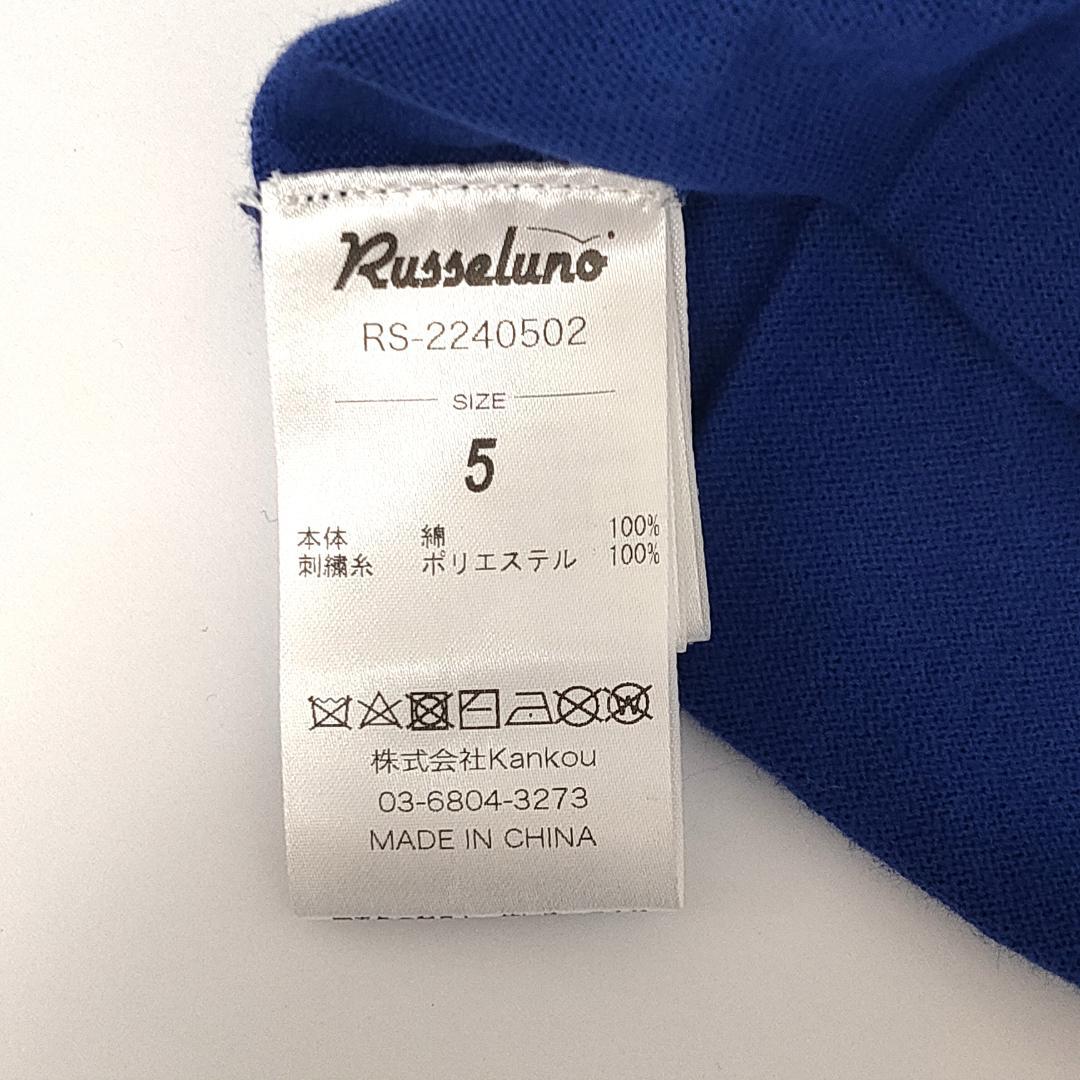 Russeluno
RS-2240502
SIZE
5
本体 綿 100%
刺繍糸 ポリエステル 100%
株式会社Kankou
03-6804-3273
MADE IN CHINA